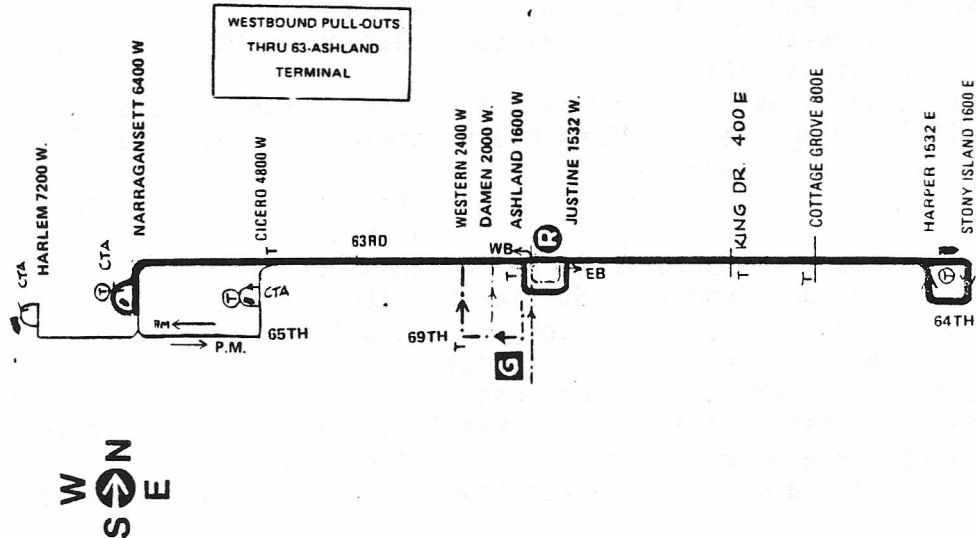 WESTBOUND PULL-OUTS
THRU 63-ASHLAND
TERMINAL
CTA
HARLEM 7200 W.
CTA
T
NARRAGANSETT 6400 W
T
CTA
CICERO 4800 W
T
63RD
WESTERN 2400 W
DAMEN 2000 W.
ASHLAND 1600 W
JUSTINE 1532 W.
KING DR. 400 E
COTTAGE GROVE 800E
HARPER 1532 E
STONY ISLAND 1600 E
P.M.
65TH
69TH
T
T
WB
R
EB
G
T
T
T
64TH
W
S N
E